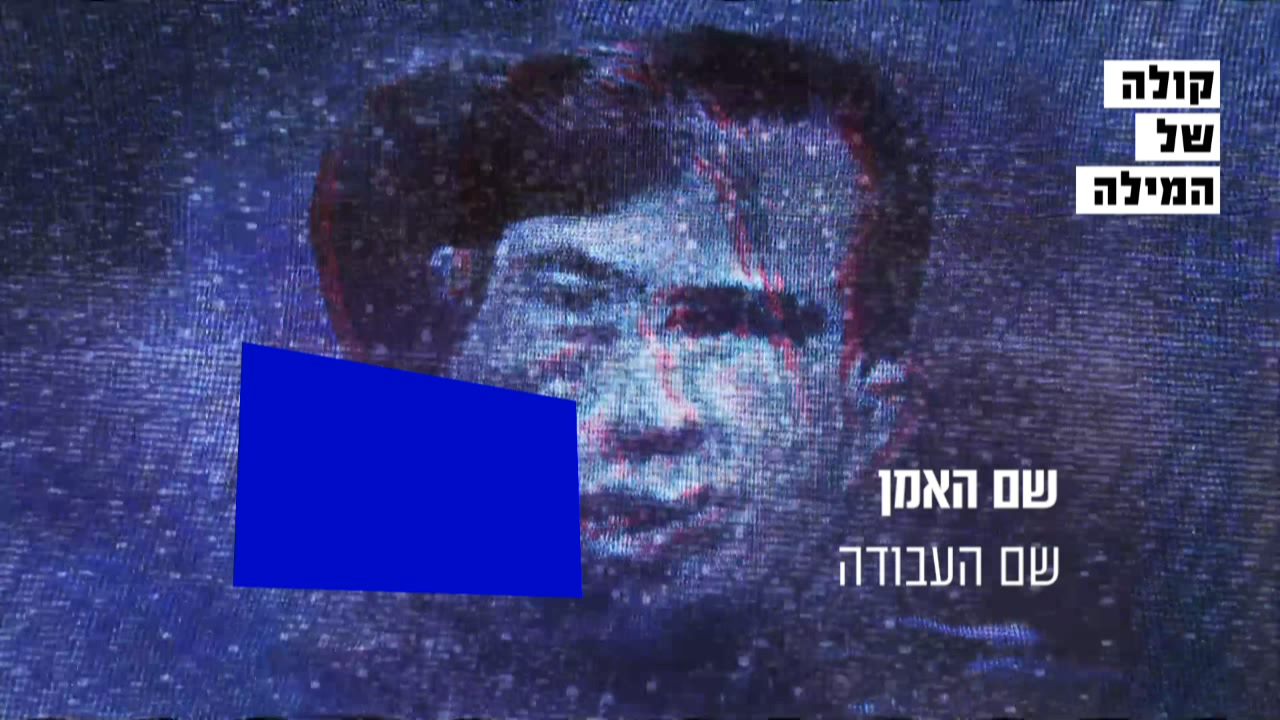 קולה
של
המילה
שם האמן
שם העבודה